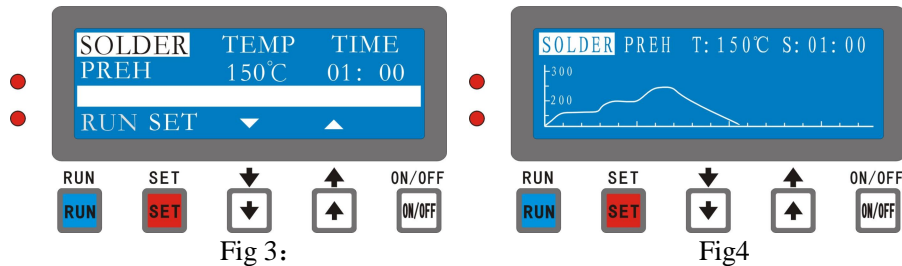 SOLDER TEMP TIME
PREH 150℃ 01: 00
RUN SET
RUN SET ON/OFF
RUN SET ON/OFF
Fig 3:
SOLDER PREH T:150℃ S:01:00
300
200
RUN SET ON/OFF
RUN SET ON/OFF
Fig4